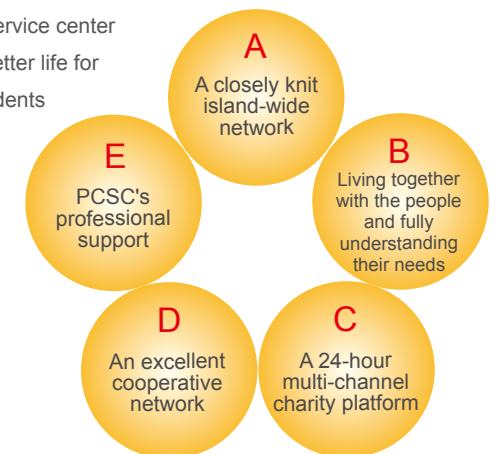 ervice center
etter life for
dents
A
A closely knit
island-wide
network
B
Living together
with the people
and fully
understanding
their needs
C
A 24-hour
multi-channel
charity platform
D
An excellent
cooperative
network
E
PCSC's
professional
support